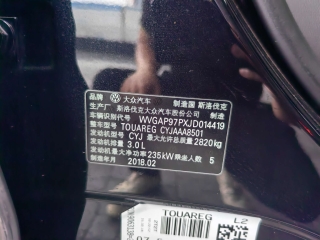 品牌 大众汽车 制造国 斯洛伐克
生产厂 斯洛伐克大众汽车股份公司 制造
车辆识别代号 WVGAP97PXJD014419
整车型号 TOUAREG CYJAAA8501
发动机型号 CYJ 最大允许总质量 2820kg
发动机排量 3.0 L
发动机最大净功率 235kW 乘坐人数 5
制造年月 2018.02
TOUAREG